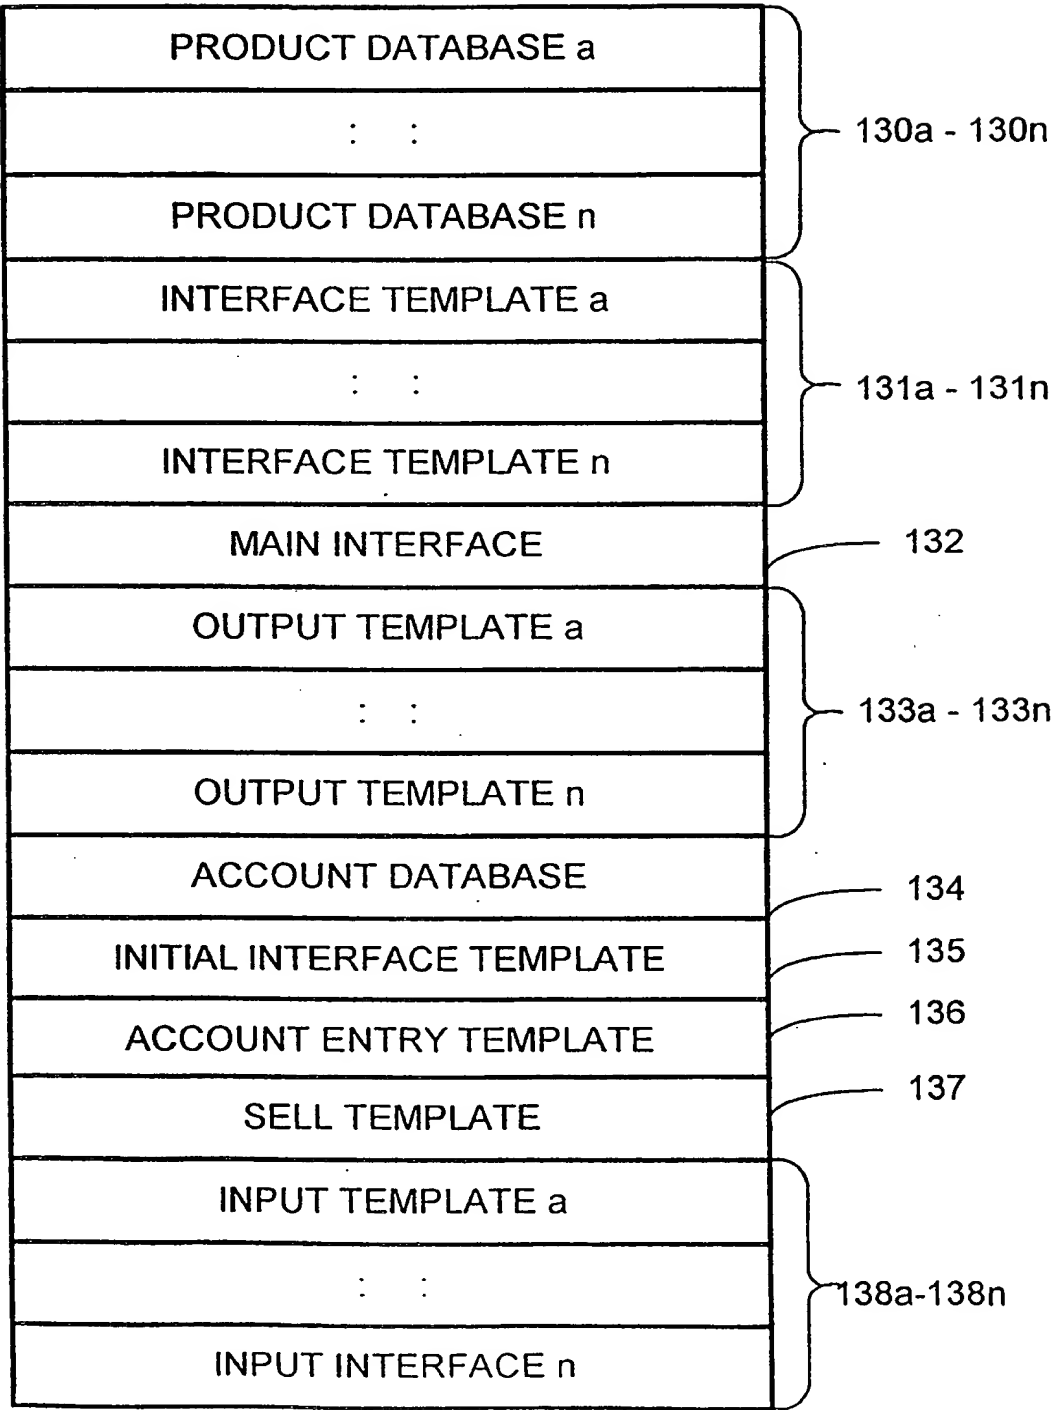 PRODUCT DATABASE a
: :
130a - 130n
PRODUCT DATABASE n
INTERFACE TEMPLATE a
: :
131a - 131n
INTERFACE TEMPLATE n
MAIN INTERFACE
132
OUTPUT TEMPLATE a
: :
133a - 133n
OUTPUT TEMPLATE n
ACCOUNT DATABASE
134
INITIAL INTERFACE TEMPLATE
135
ACCOUNT ENTRY TEMPLATE
136
SELL TEMPLATE
137
INPUT TEMPLATE a
: :
138a-138n
INPUT INTERFACE n